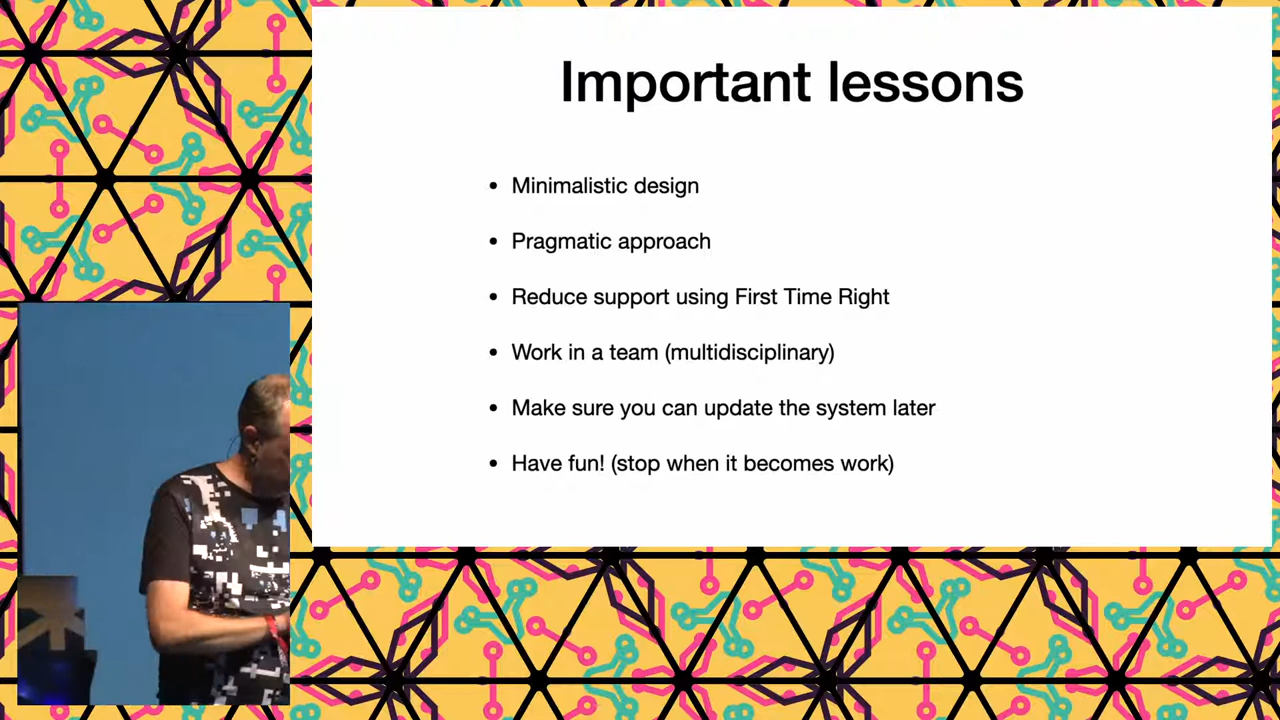 Important lessons
• Minimalistic design
• Pragmatic approach
• Reduce support using First Time Right
• Work in a team (multidisciplinary)
• Make sure you can update the system later
• Have fun! (stop when it becomes work)